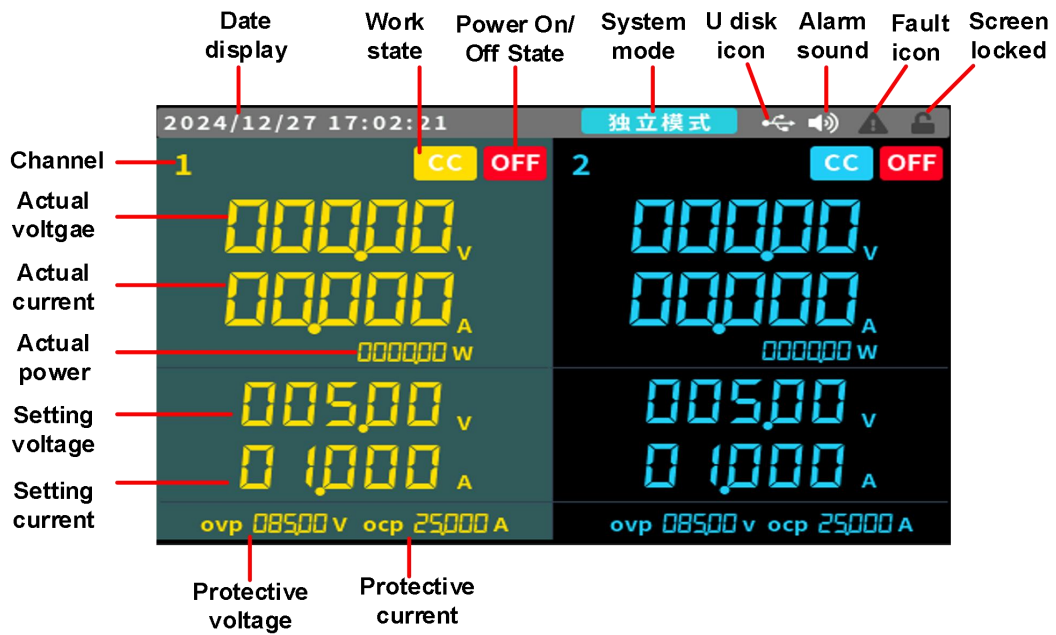 Date display
Work state
Power On/ Off State
System mode
U disk icon
Alarm sound
Fault icon
Screen locked
2024/12/27 17:02:21
独立模式
Channel
1
CC
OFF
2
CC
OFF
Actual voltgae
000.00 V
000.00 V
Actual current
00.000 A
00.000 A
Actual power
0000.00 W
0000.00 W
Setting voltage
005.00 V
005.00 V
Setting current
01.000 A
01.000 A
ovp 085.00 V ocp 25.000 A
ovp 085.00 V ocp 25.000 A
Protective voltage
Protective current